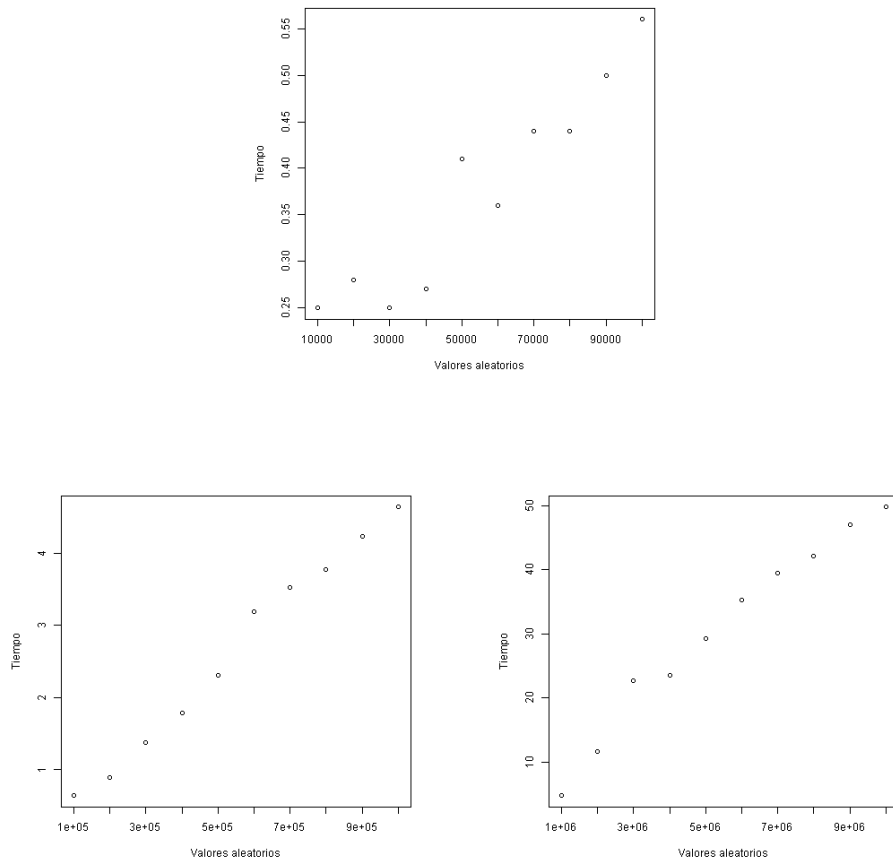 0.55
0.50
0.45
0.40
0.35
0.30
0.25
Tiempo
10000 30000 50000 70000 90000
Valores aleatorios
4
3
2
1
Tiempo
1e+05 3e+05 5e+05 7e+05 9e+05
Valores aleatorios
50
40
30
20
10
Tiempo
1e+06 3e+06 5e+06 7e+06 9e+06
Valores aleatorios